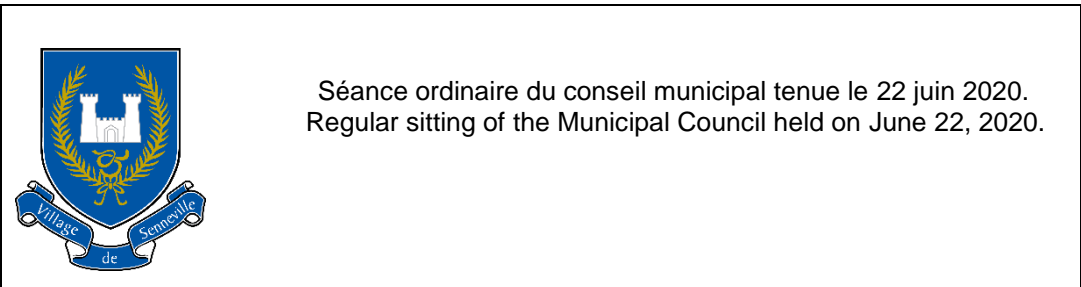 Séance ordinaire du conseil municipal tenue le 22 juin 2020.
Regular sitting of the Municipal Council held on June 22, 2020.
Village
de
Senneville